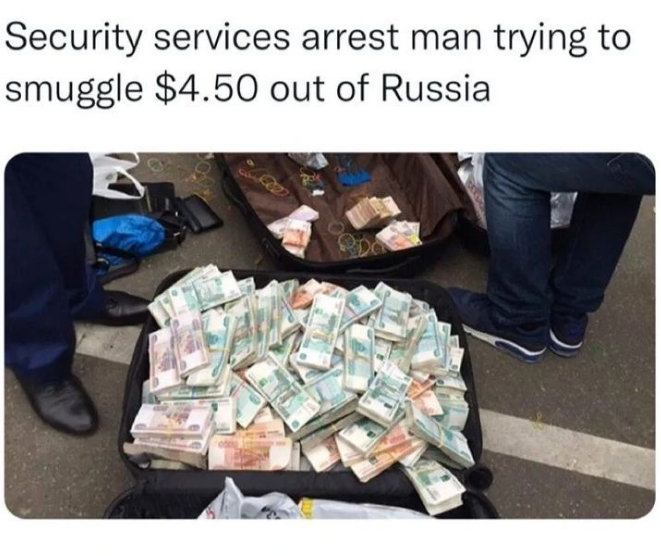 Security services arrest man trying to
smuggle $4.50 out of Russia